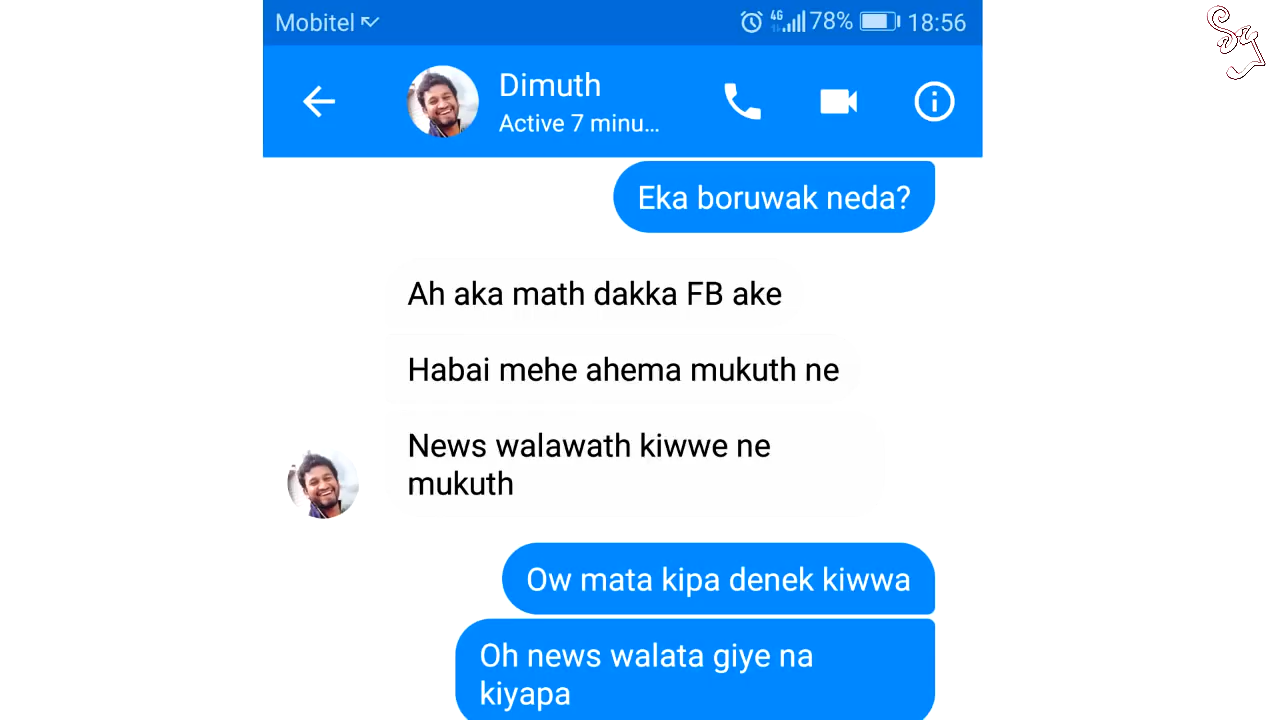 Mobitel
4G 78% 18:56
Dimuth
Active 7 minu...
Eka boruwak neda?
Ah aka math dakka FB ake
Habai mehe ahema mukuth ne
News walawath kiwwe ne
mukuth
Ow mata kipa denek kiwwa
Oh news walata giye na
kiyapa